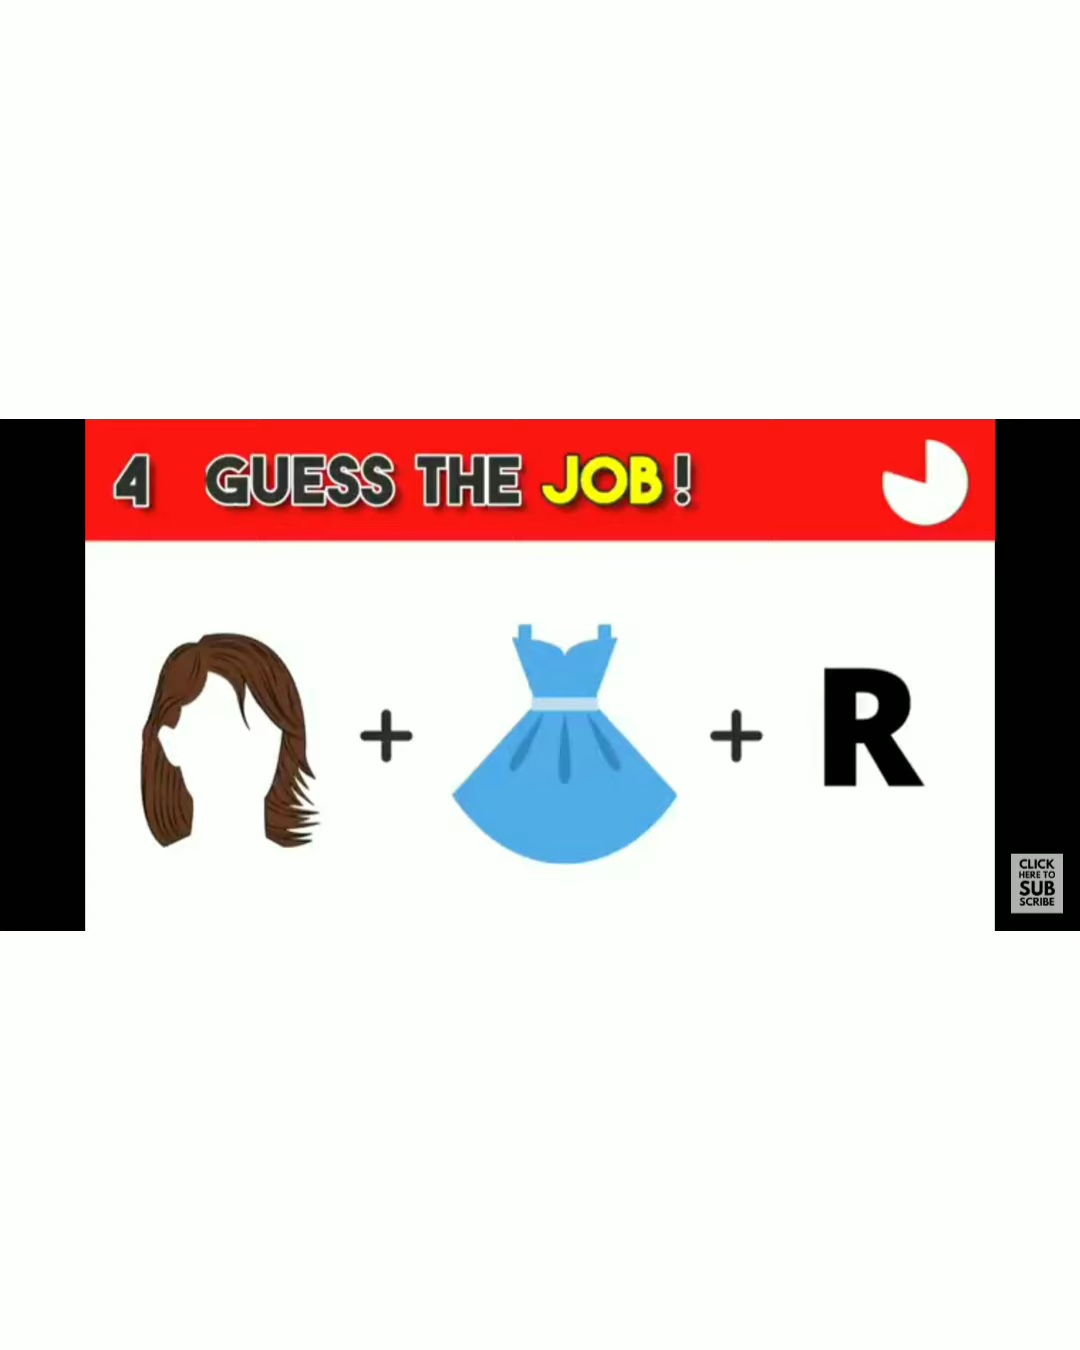 4 GUESS THE JOB!
+ + R
CLICK
HERE TO
SUB
SCRIBE